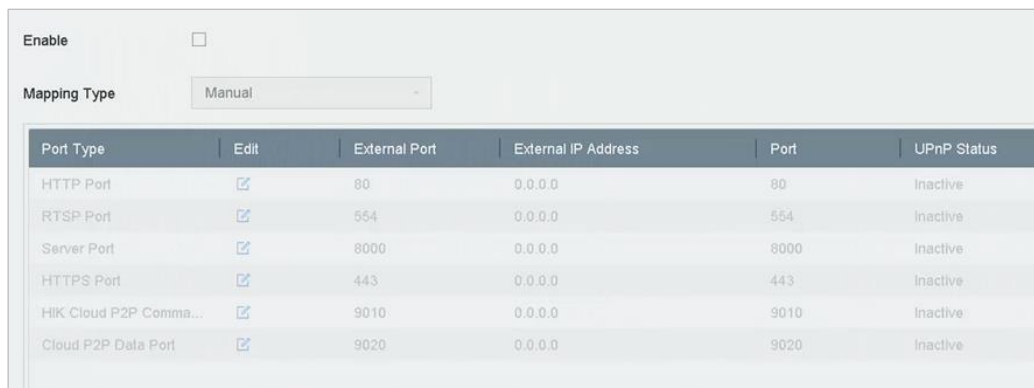 Enable
Mapping Type Manual
Port Type Edit External Port External IP Address Port UPnP Status
HTTP Port 80 0.0.0.0 80 Inactive
RTSP Port 554 0.0.0.0 554 Inactive
Server Port 8000 0.0.0.0 8000 Inactive
HTTPS Port 443 0.0.0.0 443 Inactive
HIK Cloud P2P Comma... 9010 0.0.0.0 9010 Inactive
Cloud P2P Data Port 9020 0.0.0.0 9020 Inactive